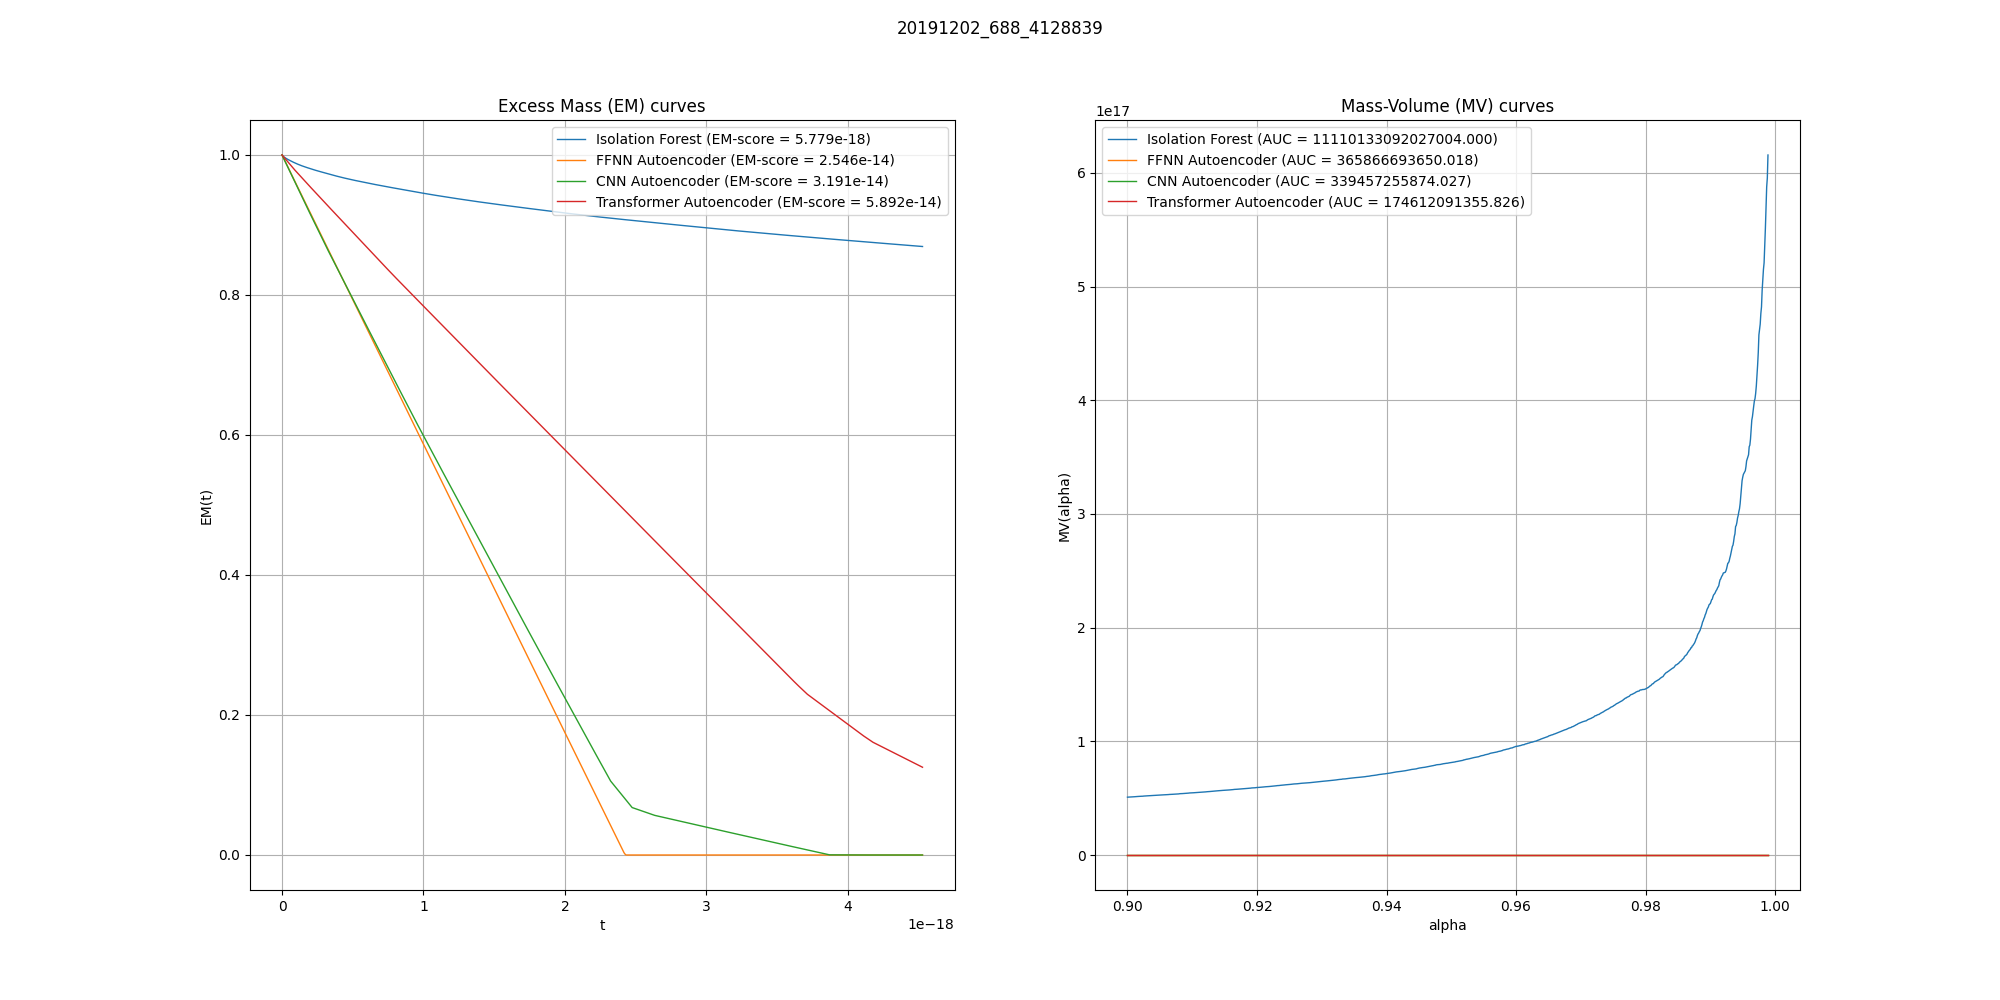 20191202_688_4128839
Excess Mass (EM) curves
Isolation Forest (EM-score = 5.779e-18)
FFNN Autoencoder (EM-score = 2.546e-14)
CNN Autoencoder (EM-score = 3.191e-14)
Transformer Autoencoder (EM-score = 5.892e-14)
EM(t)
1.0
0.8
0.6
0.4
0.2
0.0
0
1
2
3
4
1e−18
t
Mass-Volume (MV) curves
1e17
Isolation Forest (AUC = 11110133092027004.000)
FFNN Autoencoder (AUC = 365866693650.018)
CNN Autoencoder (AUC = 339457255874.027)
Transformer Autoencoder (AUC = 174612091355.826)
MV(alpha)
6
5
4
3
2
1
0
0.90
0.92
0.94
0.96
0.98
1.00
alpha